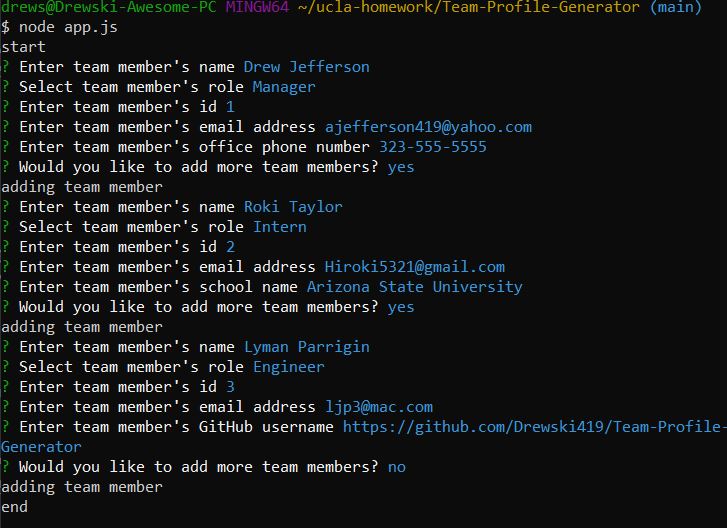 drews@Drewski-Awesome-PC MINGW64 ~/ucla-homework/Team-Profile-Generator (main)
$ node app.js
start
? Enter team member's name Drew Jefferson
? Select team member's role Manager
? Enter team member's id 1
? Enter team member's email address ajefferson419@yahoo.com
? Enter team member's office phone number 323-555-5555
? Would you like to add more team members? yes
adding team member
? Enter team member's name Roki Taylor
? Select team member's role Intern
? Enter team member's id 2
? Enter team member's email address Hiroki5321@gmail.com
? Enter team member's school name Arizona State University
? Would you like to add more team members? yes
adding team member
? Enter team member's name Lyman Parrigin
? Select team member's role Engineer
? Enter team member's id 3
? Enter team member's email address ljp3@mac.com
? Enter team member's GitHub username https://github.com/Drewski419/Team-Profile-
Generator
? Would you like to add more team members? no
adding team member
end